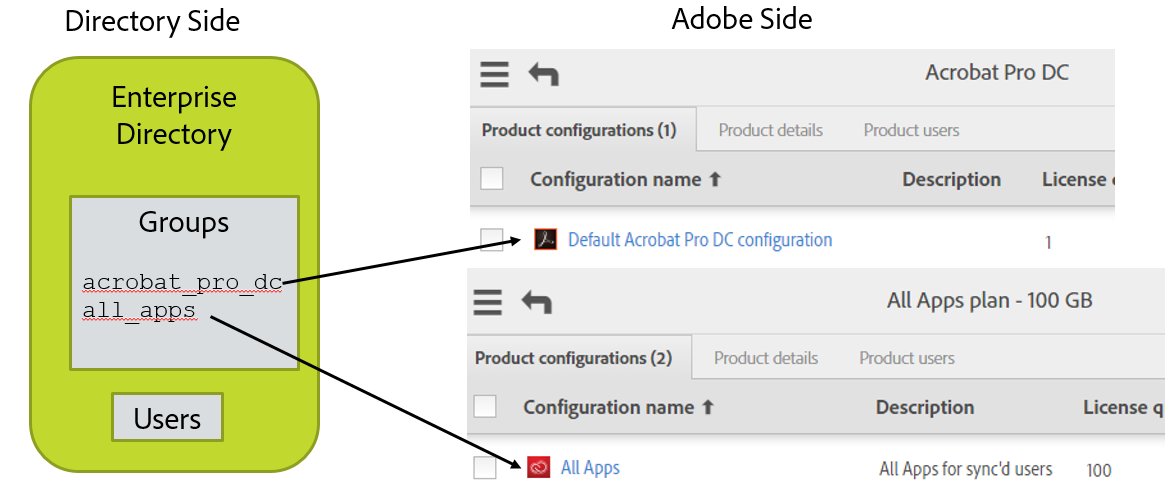 Directory Side
Adobe Side
Enterprise
Directory
Groups
acrobat_pro_dc
all_apps
Users
Acrobat Pro DC
Product configurations (1) Product details Product users
Configuration name ↑ Description License
Default Acrobat Pro DC configuration 1
All Apps plan - 100 GB
Product configurations (2) Product details Product users
Configuration name ↑ Description License q
All Apps All Apps for sync'd users 100